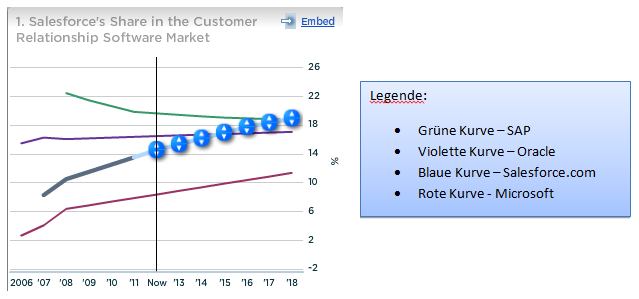 1. Salesforce's Share in the Customer
Relationship Software Market
Embed
26
22
18
14
10
6
2
-2
%
2006 '07 '08 '09 '10 '11 Now '13 '14 '15 '16 '17 '18
Legende:
• Grüne Kurve – SAP
• Violette Kurve – Oracle
• Blaue Kurve – Salesforce.com
• Rote Kurve - Microsoft